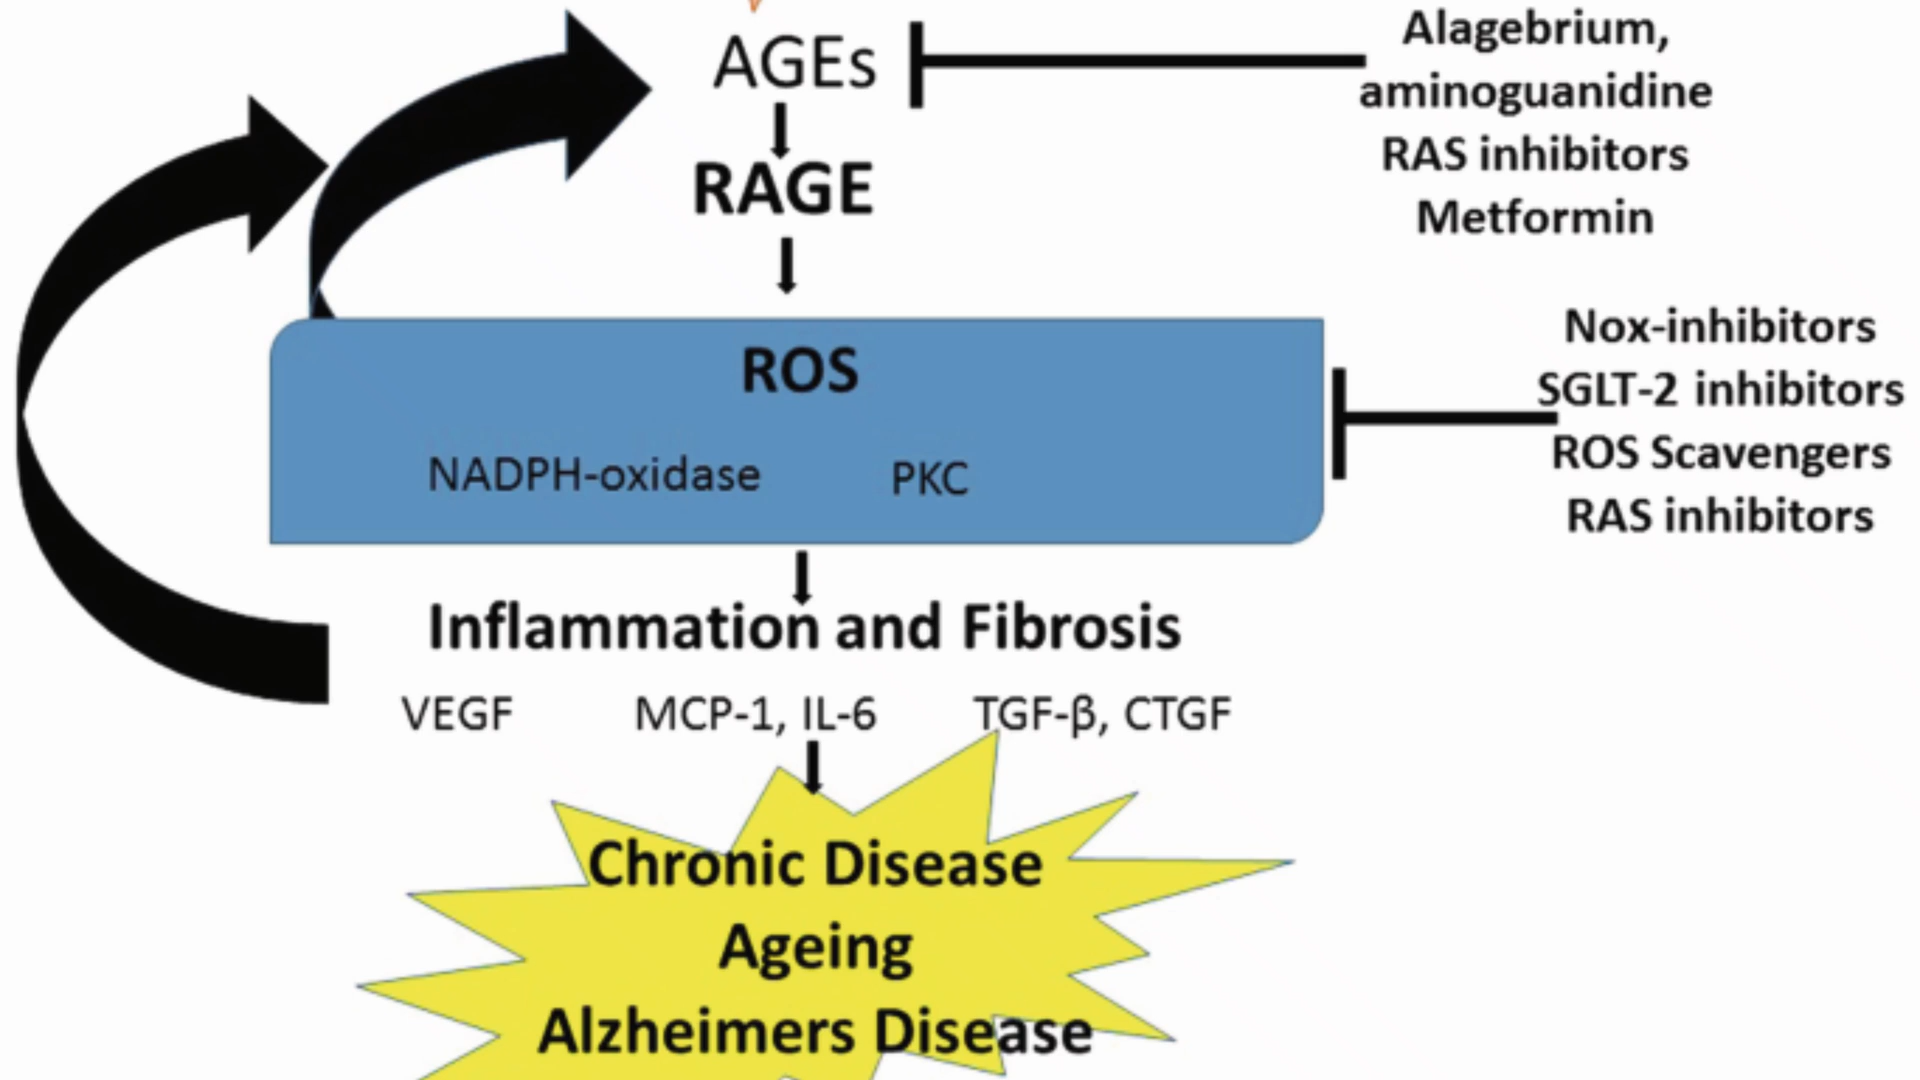 AGEs
Alagebrium,
aminoguanidine
RAS inhibitors
Metformin
RAGE
ROS
NADPH-oxidase PKC
Nox-inhibitors
SGLT-2 inhibitors
ROS Scavengers
RAS inhibitors
Inflammation and Fibrosis
VEGF MCP-1, IL-6 TGF-β, CTGF
Chronic Disease
Ageing
Alzheimers Disease